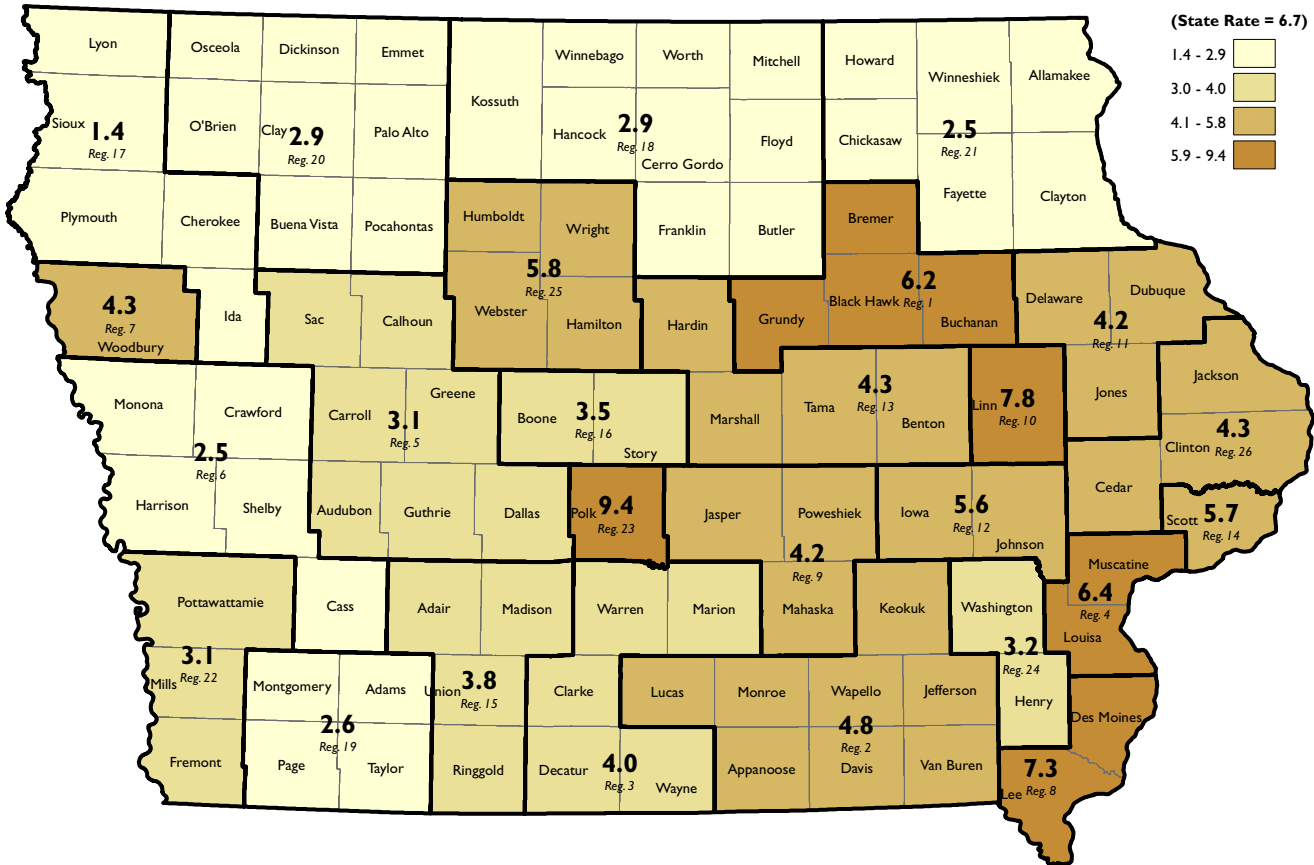 (State Rate = 6.7)
1.4 - 2.9
3.0 - 4.0
4.1 - 5.8
5.9 - 9.4
Lyon
Osceola
Dickinson
Emmet
Winnebago
Worth
Mitchell
Howard
Winneshiek
Allamakee
Kossuth
Sioux
1.4
Reg. 17
O'Brien
Clay
2.9
Reg. 20
Palo Alto
Hancock
2.9
Reg. 18
Cerro Gordo
Floyd
Chickasaw
2.5
Reg. 21
Fayette
Clayton
Plymouth
Cherokee
Buena Vista
Pocahontas
Humboldt
Wright
Franklin
Butler
Bremer
4.3
Reg. 7
Woodbury
Ida
Sac
Calhoun
5.8
Reg. 25
Webster
Hamilton
Hardin
Grundy
Black Hawk
6.2
Reg. 1
Buchanan
Delaware
Dubuque
4.2
Reg. 11
Jones
Jackson
Monona
Crawford
Carroll
Greene
3.1
Reg. 5
Boone
3.5
Reg. 16
Story
Marshall
Tama
4.3
Reg. 13
Benton
Linn
7.8
Reg. 10
Clinton
4.3
Reg. 26
2.5
Reg. 6
Harrison
Shelby
Audubon
Guthrie
Dallas
Polk
9.4
Reg. 23
Jasper
Poweshiek
4.2
Reg. 9
Iowa
5.6
Reg. 12
Johnson
Cedar
Scott
5.7
Reg. 14
Muscatine
6.4
Reg. 4
Louisa
Pottawattamie
Cass
Adair
Madison
Warren
Marion
Mahaska
Keokuk
Washington
3.2
Reg. 24
Henry
3.1
Reg. 22
Mills
Montgomery
Adams
Union
3.8
Reg. 15
Clarke
Lucas
Monroe
Wapello
Jefferson
Des Moines
2.6
Reg. 19
4.8
Reg. 2
Fremont
Page
Taylor
Ringgold
Decatur
4.0
Reg. 3
Wayne
Appanoose
Davis
Van Buren
7.3
Reg. 8
Lee